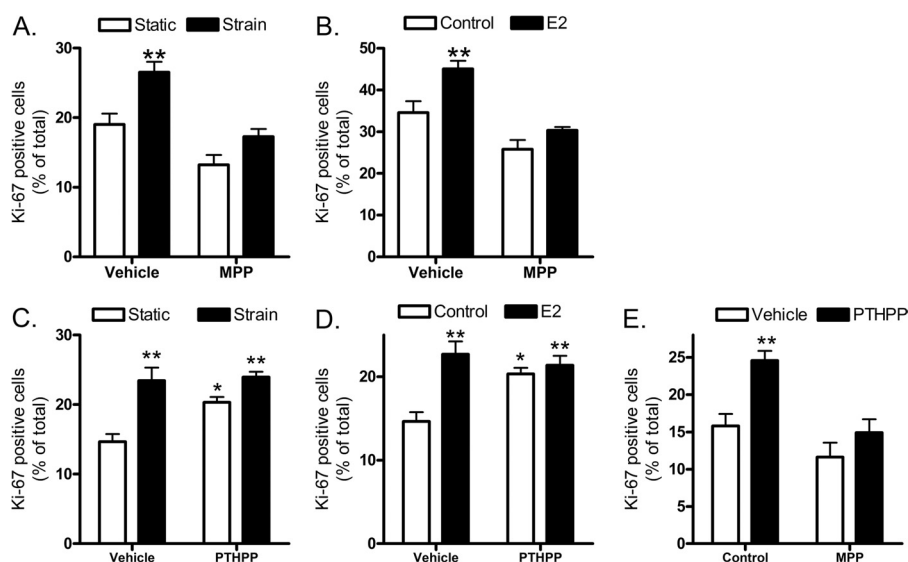 A.
Static Strain
Ki-67 positive cells
(% of total)
30
20
10
0
**
Vehicle MPP
B.
Control E2
Ki-67 positive cells
(% of total)
50
40
30
20
10
0
**
Vehicle MPP
C.
Static Strain
Ki-67 positive cells
(% of total)
30
20
10
0
** * **
Vehicle PTHPP
D.
Control E2
Ki-67 positive cells
(% of total)
20
10
0
** * **
Vehicle PTHPP
E.
Vehicle PTHPP
Ki-67 positive cells
(% of total)
25
20
15
10
5
0
**
Control MPP